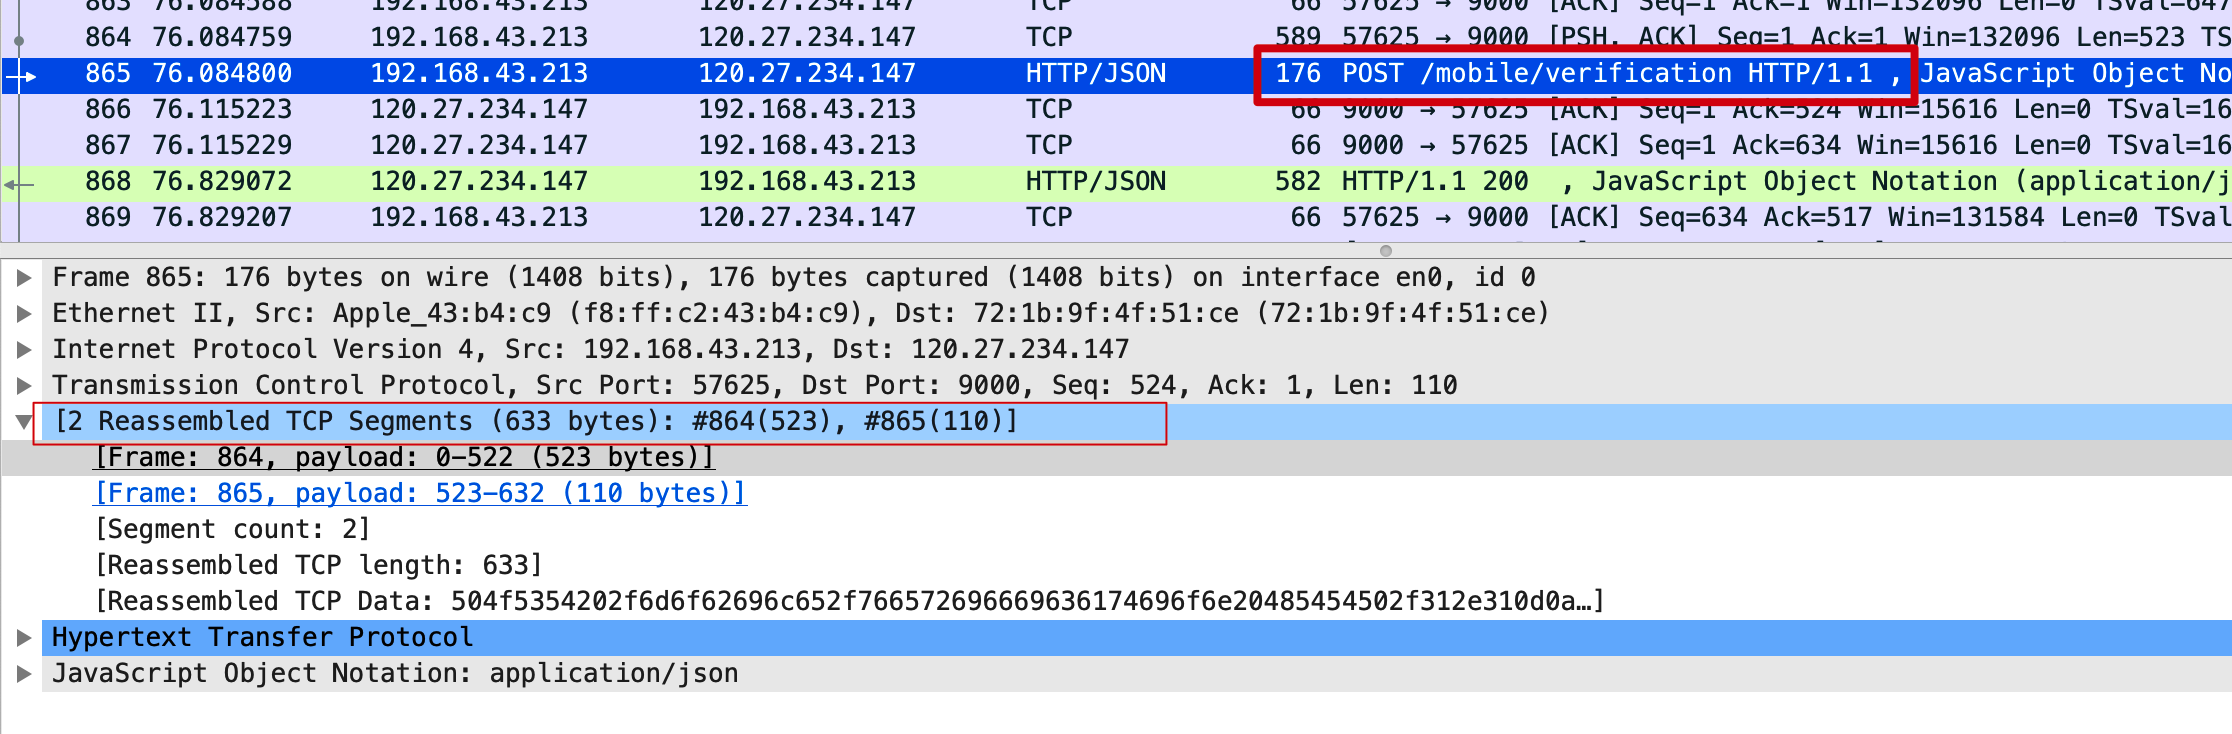 863 76.084588 192.168.43.213 120.27.234.147 TCP 66 57625 → 9000 [ACK] Seq=1 Ack=1 Win=132096 Len=0 TSval=647
864 76.084759 192.168.43.213 120.27.234.147 TCP 589 57625 → 9000 [PSH, ACK] Seq=1 Ack=1 Win=132096 Len=523 TS
865 76.084800 192.168.43.213 120.27.234.147 HTTP/JSON 176 POST /mobile/verification HTTP/1.1 , JavaScript Object No
866 76.115223 120.27.234.147 192.168.43.213 TCP 66 9000 → 57625 [ACK] Seq=1 Ack=524 Win=15616 Len=0 TSval=16
867 76.115229 120.27.234.147 192.168.43.213 TCP 66 9000 → 57625 [ACK] Seq=1 Ack=634 Win=15616 Len=0 TSval=16
868 76.829072 120.27.234.147 192.168.43.213 HTTP/JSON 582 HTTP/1.1 200 , JavaScript Object Notation (application/j
869 76.829207 192.168.43.213 120.27.234.147 TCP 66 57625 → 9000 [ACK] Seq=634 Ack=517 Win=131584 Len=0 TSval
Frame 865: 176 bytes on wire (1408 bits), 176 bytes captured (1408 bits) on interface en0, id 0
Ethernet II, Src: Apple_43:b4:c9 (f8:ff:c2:43:b4:c9), Dst: 72:1b:9f:4f:51:ce (72:1b:9f:4f:51:ce)
Internet Protocol Version 4, Src: 192.168.43.213, Dst: 120.27.234.147
Transmission Control Protocol, Src Port: 57625, Dst Port: 9000, Seq: 524, Ack: 1, Len: 110
[2 Reassembled TCP Segments (633 bytes): #864(523), #865(110)]
[Frame: 864, payload: 0-522 (523 bytes)]
[Frame: 865, payload: 523-632 (110 bytes)]
[Segment count: 2]
[Reassembled TCP length: 633]
[Reassembled TCP Data: 504f5354202f6d6f62696c652f766572696669636174696f6e20485454502f312e310d0a…]
Hypertext Transfer Protocol
JavaScript Object Notation: application/json